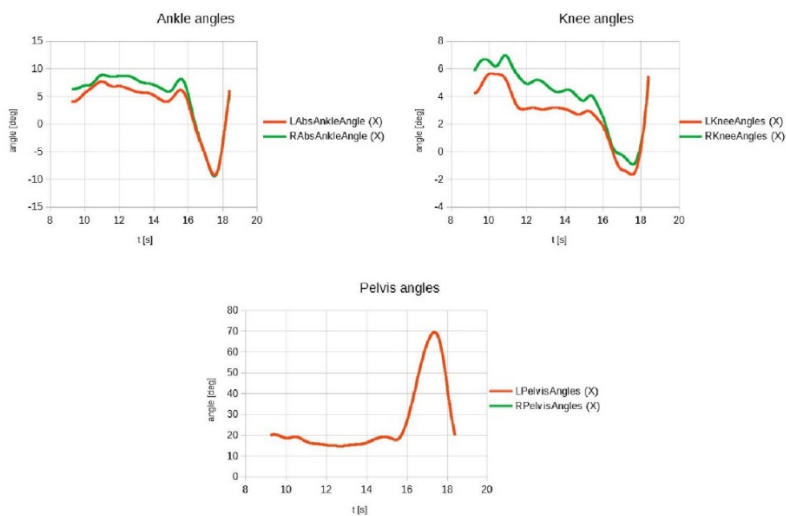 Ankle angles
15
10
5
0
-5
-10
-15
angle [deg]
8 10 12 14 16 18 20
t [s]
LAbsAnkleAngle (X)
RAbsAnkleAngle (X)
Knee angles
8
6
4
2
0
-2
-4
angle [deg]
8 10 12 14 16 18 20
t [s]
LKneeAngles (X)
RKneeAngles (X)
Pelvis angles
80
70
60
50
40
30
20
10
0
angle [deg]
8 10 12 14 16 18 20
t [s]
LPelvisAngles (X)
RPelvisAngles (X)